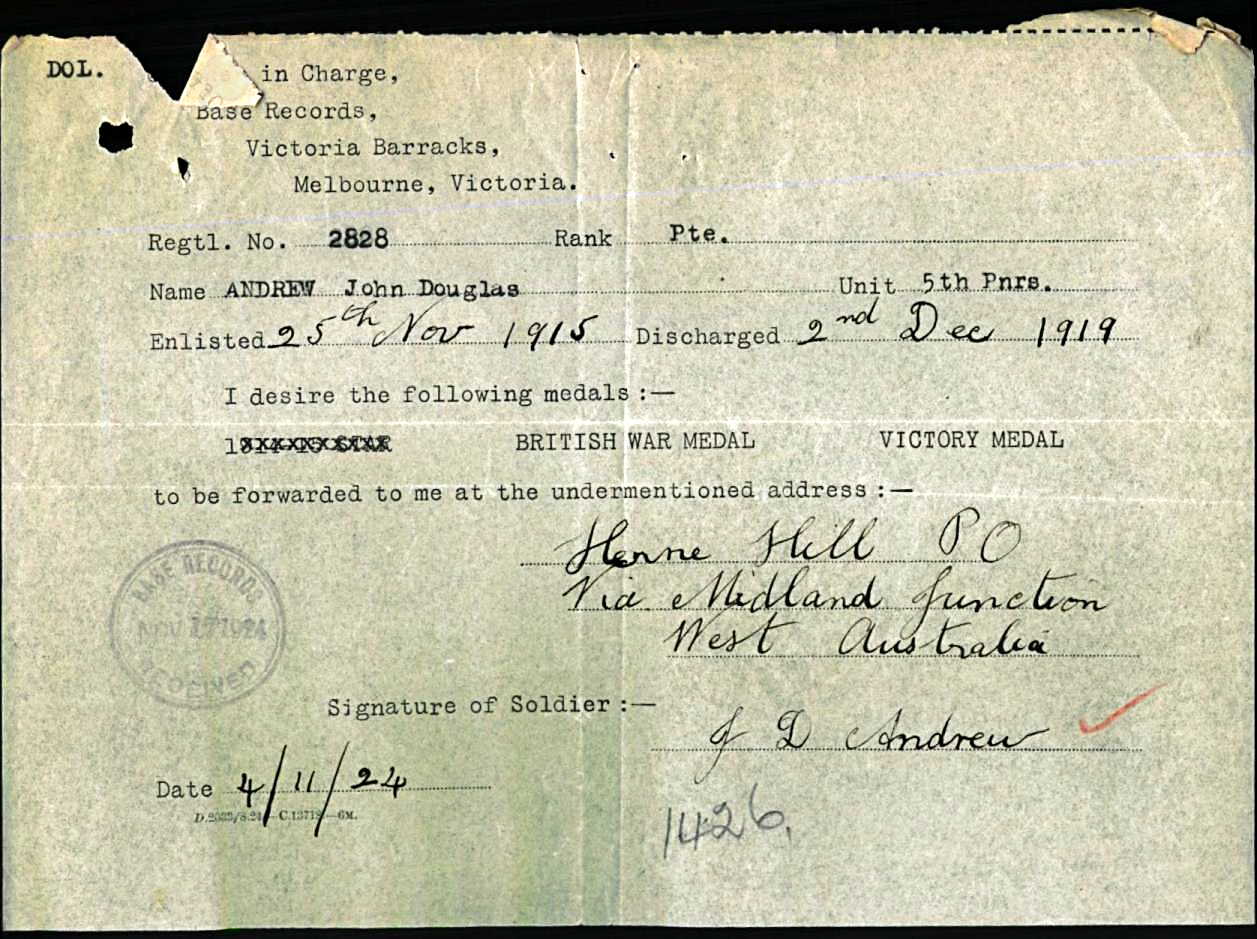 DOL.
in Charge,
Base Records,
Victoria Barracks,
Melbourne, Victoria.
Regtl. No. 2828 Rank Pte.
Name ANDREW John Douglas Unit 5th Pnrs.
Enlisted 25th Nov 1915 Discharged 2nd Dec 1919
I desire the following medals :—
1914-15 STAR BRITISH WAR MEDAL VICTORY MEDAL
to be forwarded to me at the undermentioned address :—
Herne Hill P O
Via Midland Junction
West Australia
BASE RECORDS
NOV 17 1924
RECEIVED
Signature of Soldier :—
J D Andrew
Date 4/11/24
1426.